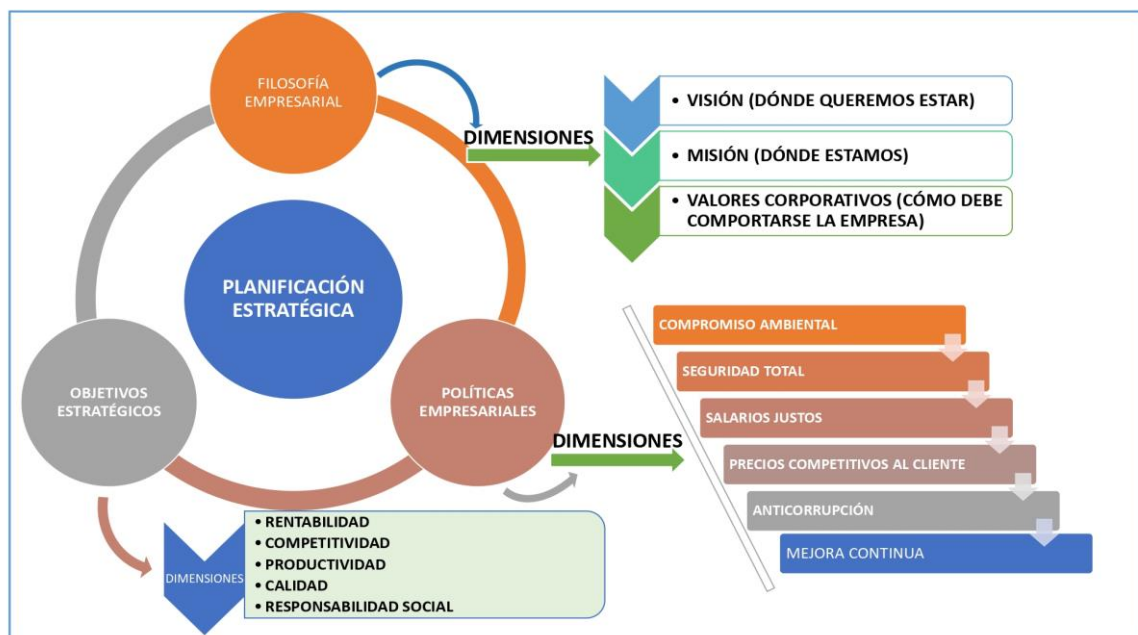 FILOSOFÍA
EMPRESARIAL
DIMENSIONES
• VISIÓN (DÓNDE QUEREMOS ESTAR)
• MISIÓN (DÓNDE ESTAMOS)
• VALORES CORPORATIVOS (CÓMO DEBE
COMPORTARSE LA EMPRESA)
PLANIFICACIÓN
ESTRATÉGICA
OBJETIVOS
ESTRATÉGICOS
POLÍTICAS
EMPRESARIALES
DIMENSIONES
COMPROMISO AMBIENTAL
SEGURIDAD TOTAL
SALARIOS JUSTOS
PRECIOS COMPETITIVOS AL CLIENTE
ANTICORRUPCIÓN
MEJORA CONTINUA
DIMENSIONES
• RENTABILIDAD
• COMPETITIVIDAD
• PRODUCTIVIDAD
• CALIDAD
• RESPONSABILIDAD SOCIAL